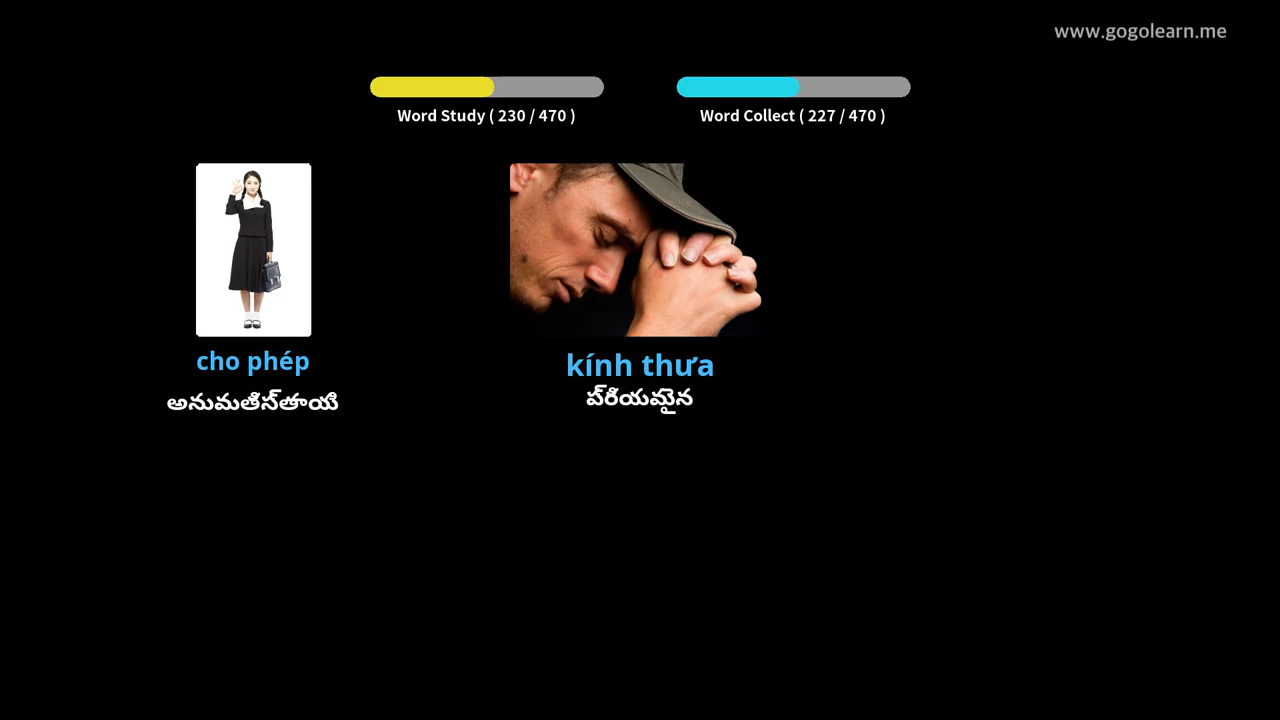 www.gogolearn.me
Word Study ( 230 / 470 )
Word Collect ( 227 / 470 )
cho phép
అనుమతిస్తాయి
kính thưa
ప్రియమైన